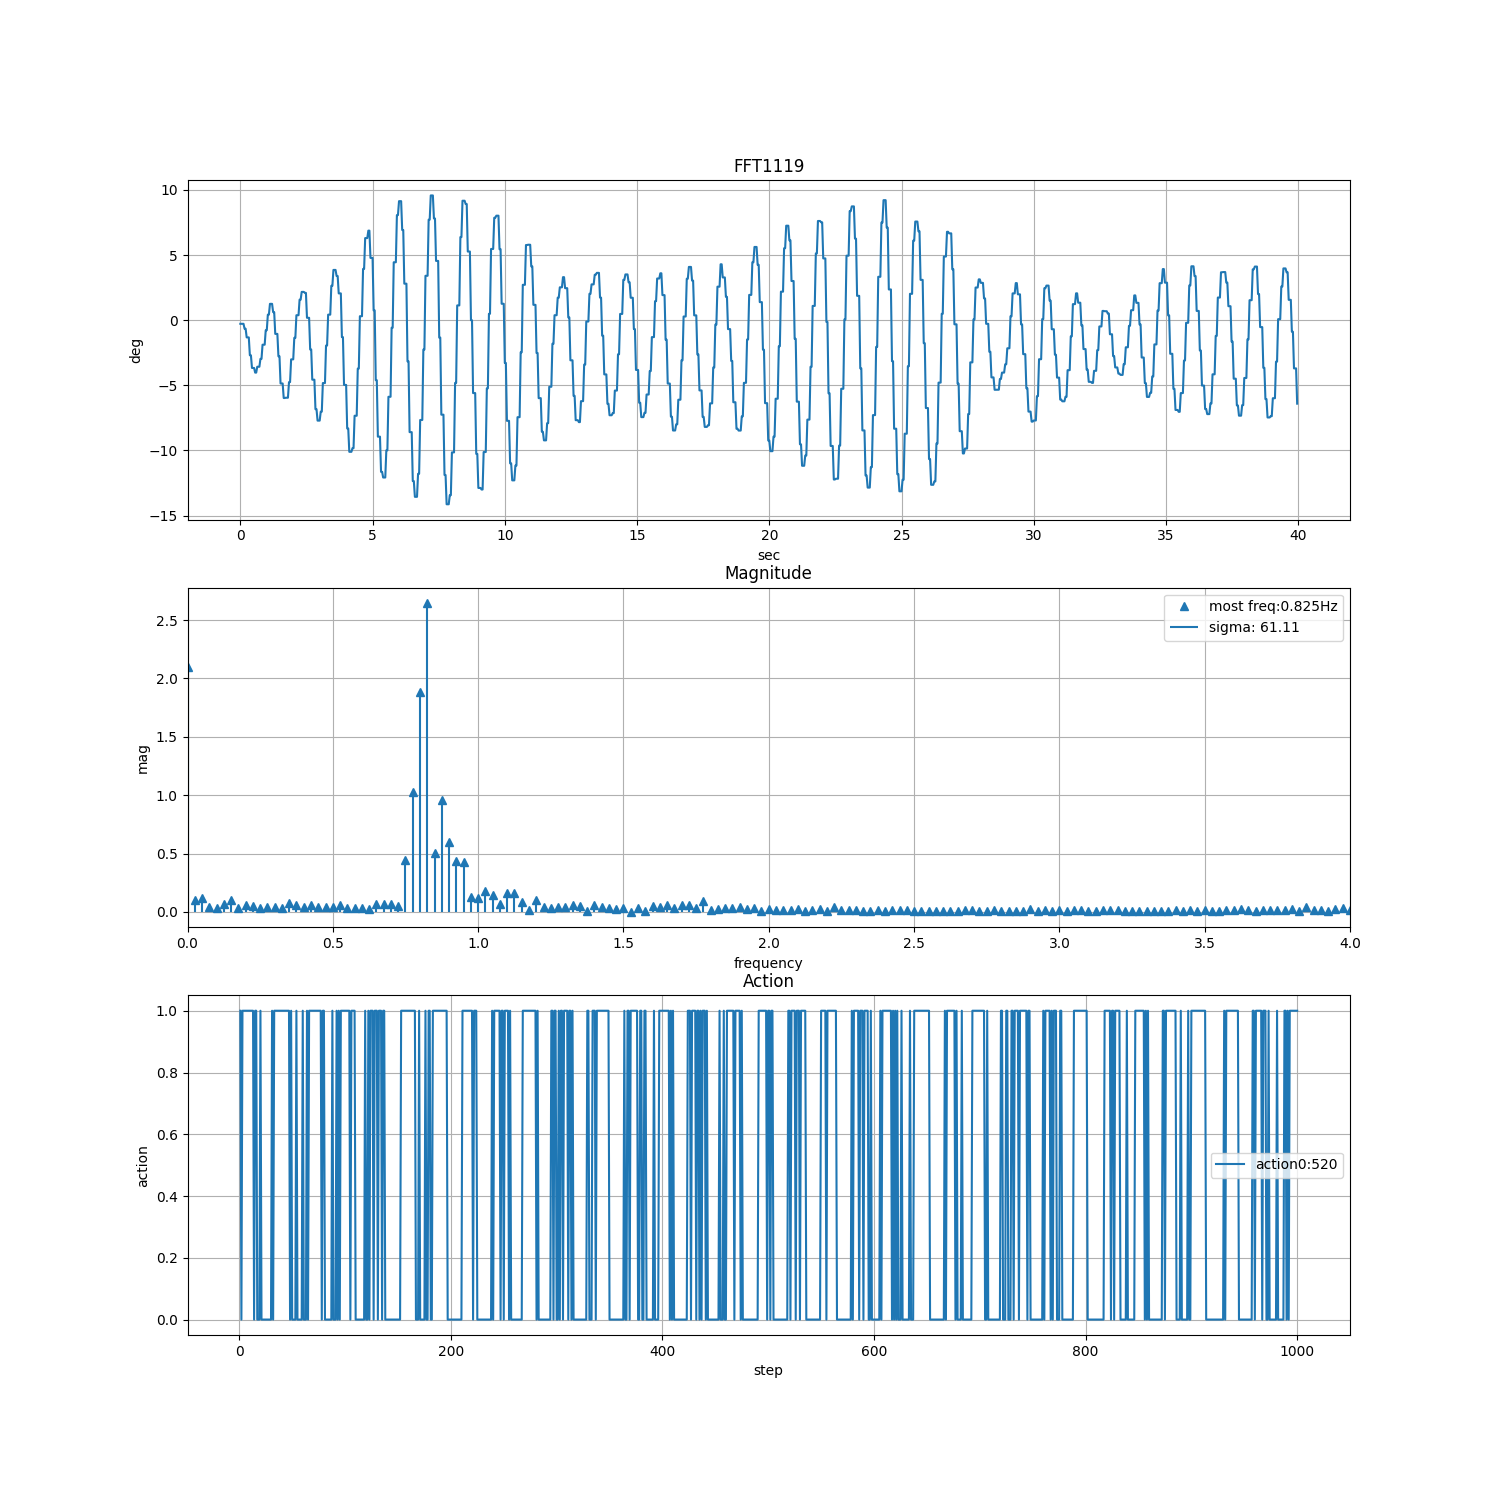 FFT1119
10
5
0
−5
−10
−15
deg
0 5 10 15 20 25 30 35 40
sec
Magnitude
2.5
2.0
1.5
1.0
0.5
0.0
mag
most freq:0.825Hz
sigma: 61.11
0.0 0.5 1.0 1.5 2.0 2.5 3.0 3.5 4.0
frequency
Action
1.0
0.8
0.6
0.4
0.2
0.0
action
action0:520
0 200 400 600 800 1000
step